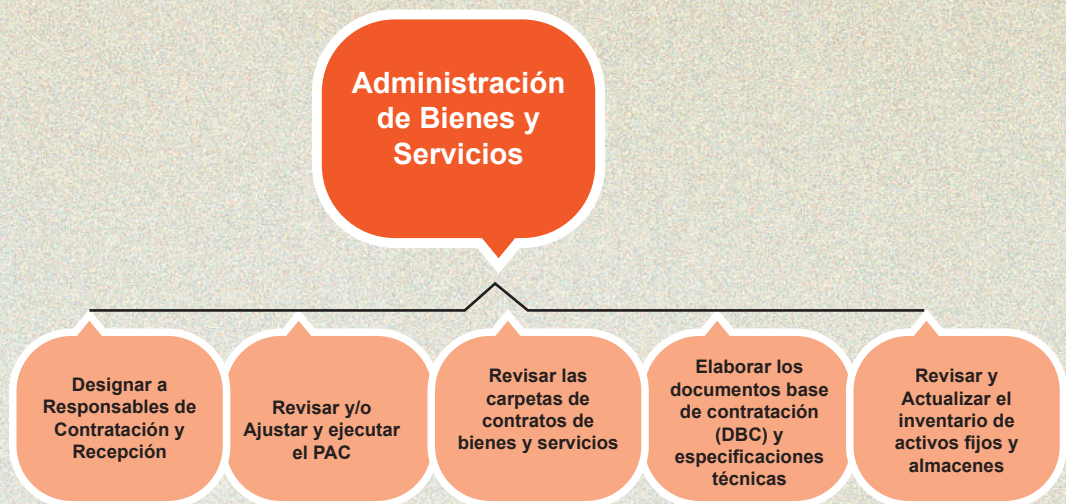 Administración
de Bienes y
Servicios
Designar a
Responsables de
Contratación y
Recepción
Revisar y/o
Ajustar y ejecutar
el PAC
Revisar las
carpetas de
contratos de
bienes y servicios
Elaborar los
documentos base
de contratación
(DBC) y
especificaciones
técnicas
Revisar y
Actualizar el
inventario de
activos fijos y
almacenes